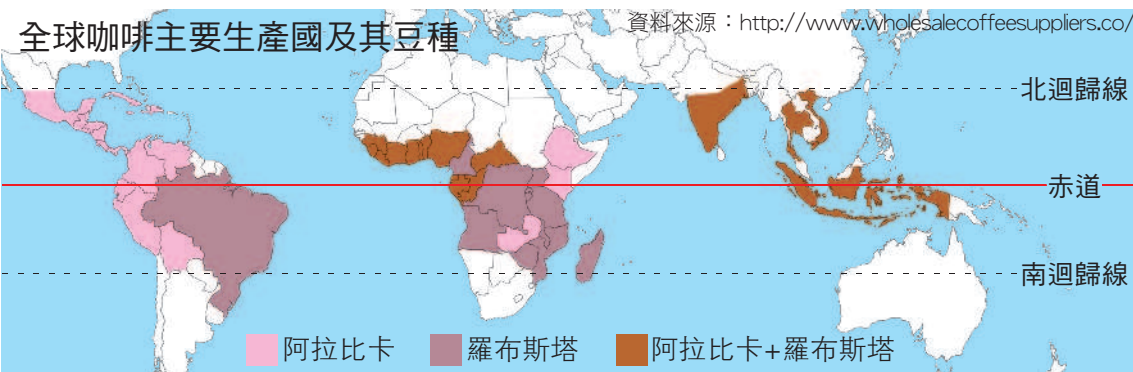 全球咖啡主要生產國及其豆種
資料來源：http://www.wholesalecoffeesuppliers.co/
北迴歸線
赤道
南迴歸線
阿拉比卡
羅布斯塔
阿拉比卡+羅布斯塔